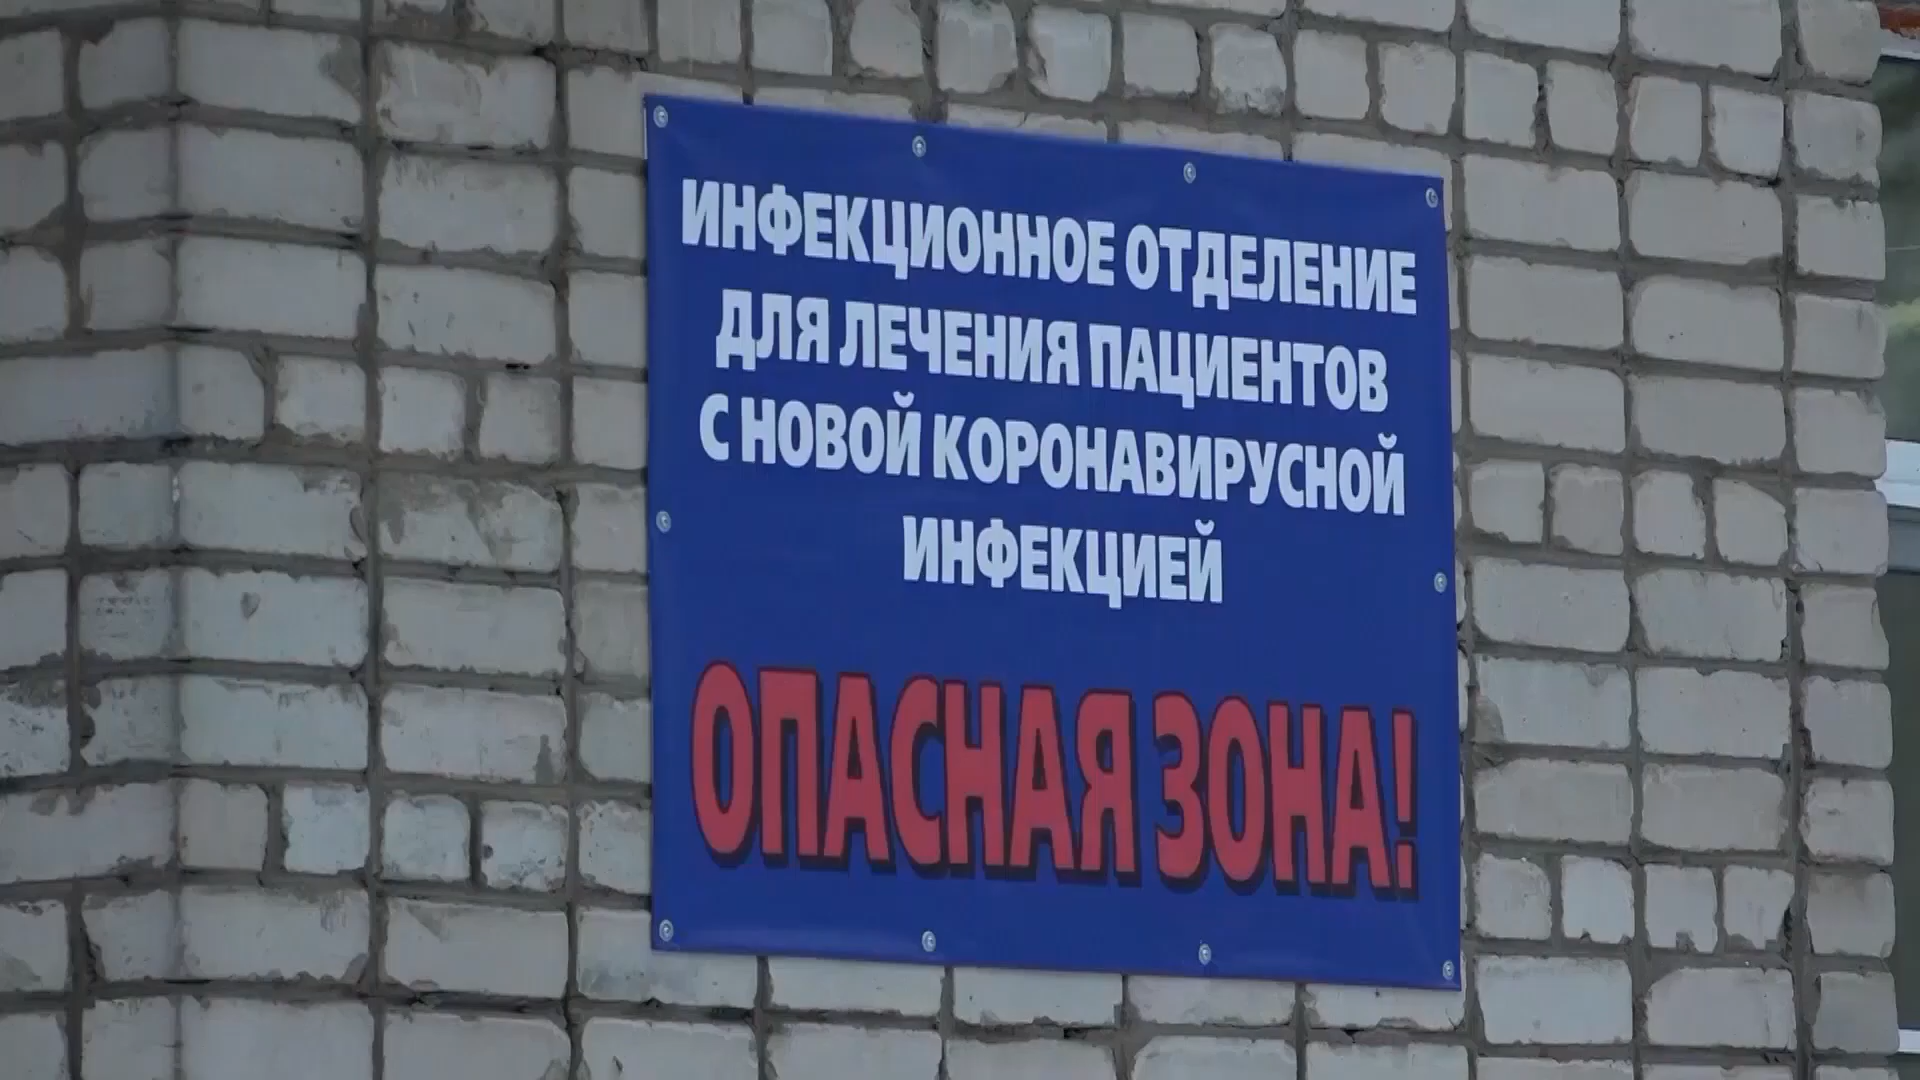 ИНФЕКЦИОННОЕ ОТДЕЛЕНИЕ
ДЛЯ ЛЕЧЕНИЯ ПАЦИЕНТОВ
С НОВОЙ КОРОНАВИРУСНОЙ
ИНФЕКЦИЕЙ
ОПАСНАЯ ЗОНА!